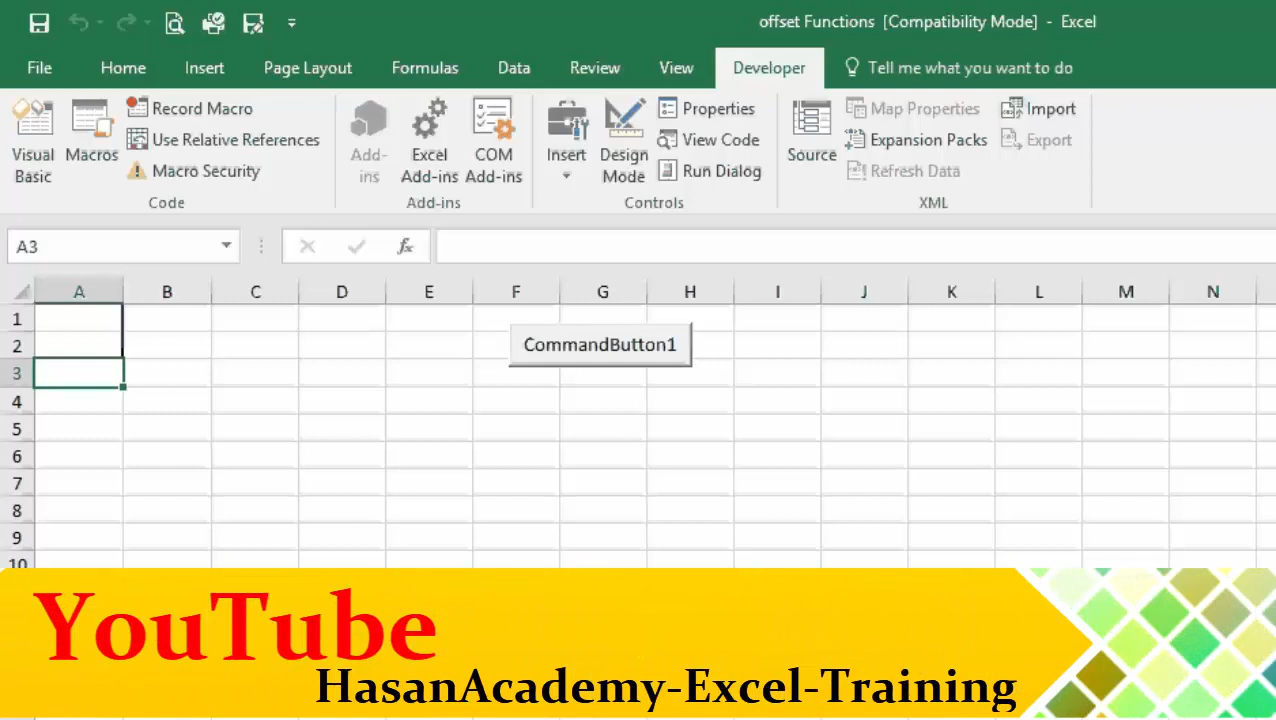 offset Functions [Compatibility Mode] - Excel
File Home Insert Page Layout Formulas Data Review View Developer Tell me what you want to do
Visual Basic
Macros
Record Macro
Use Relative References
Macro Security
Code
Add-ins
Excel Add-ins
COM Add-ins
Add-ins
Insert
Design Mode
Properties
View Code
Run Dialog
Controls
Source
Map Properties
Expansion Packs
Refresh Data
Import
Export
XML
A3
fx
A B C D E F G H I J K L M N
1
CommandButton1
2
3
4
5
6
7
8
9
10
YouTube
HasanAcademy-Excel-Training